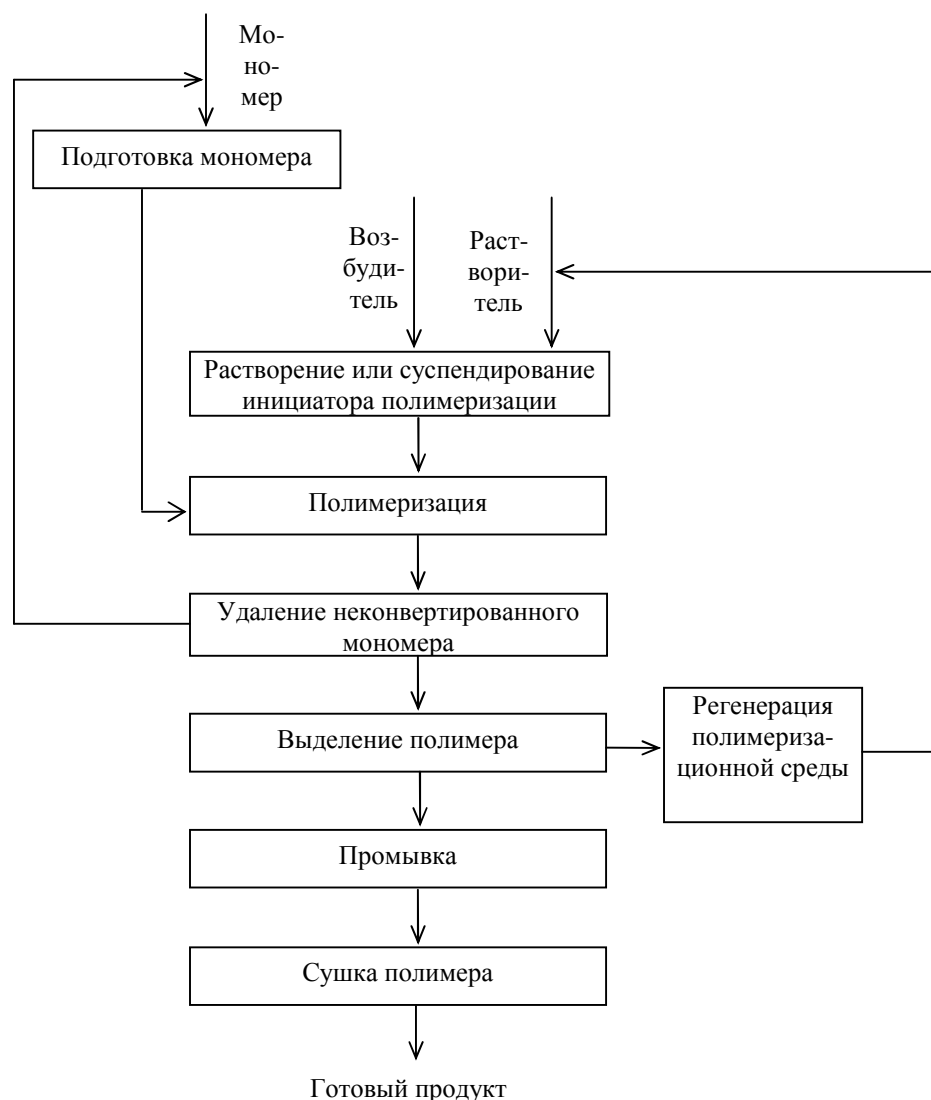 Мо-
но-
мер
Подготовка мономера
Воз-
буди-
тель
Раст-
вори-
тель
Растворение или суспендирование
инициатора полимеризации
Полимеризация
Удаление неконвертированного
мономера
Выделение полимера
Регенерация
полимериза-
ционной среды
Промывка
Сушка полимера
Готовый продукт